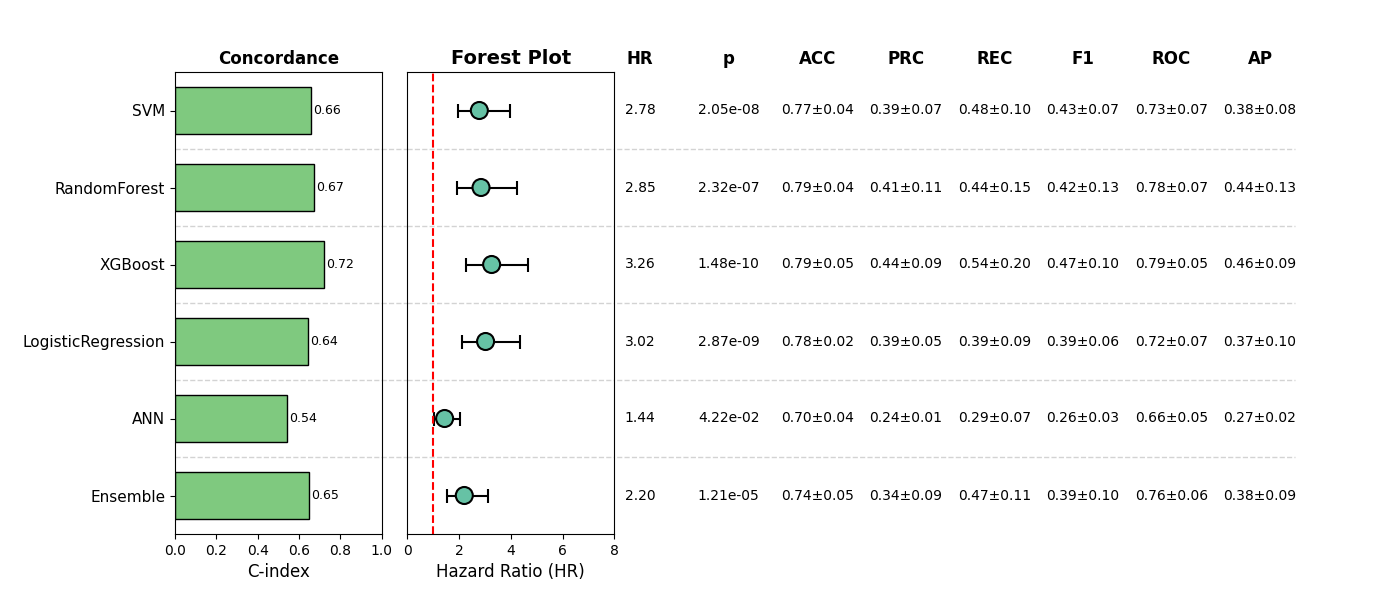 Concordance Forest Plot HR p ACC PRC REC F1 ROC AP
SVM 0.66 2.78 2.05e-08 0.77±0.04 0.39±0.07 0.48±0.10 0.43±0.07 0.73±0.07 0.38±0.08
RandomForest 0.67 2.85 2.32e-07 0.79±0.04 0.41±0.11 0.44±0.15 0.42±0.13 0.78±0.07 0.44±0.13
XGBoost 0.72 3.26 1.48e-10 0.79±0.05 0.44±0.09 0.54±0.20 0.47±0.10 0.79±0.05 0.46±0.09
LogisticRegression 0.64 3.02 2.87e-09 0.78±0.02 0.39±0.05 0.39±0.09 0.39±0.06 0.72±0.07 0.37±0.10
ANN 0.54 1.44 4.22e-02 0.70±0.04 0.24±0.01 0.29±0.07 0.26±0.03 0.66±0.05 0.27±0.02
Ensemble 0.65 2.20 1.21e-05 0.74±0.05 0.34±0.09 0.47±0.11 0.39±0.10 0.76±0.06 0.38±0.09
0.0 0.2 0.4 0.6 0.8 1.0 0 2 4 6 8
C-index Hazard Ratio (HR)